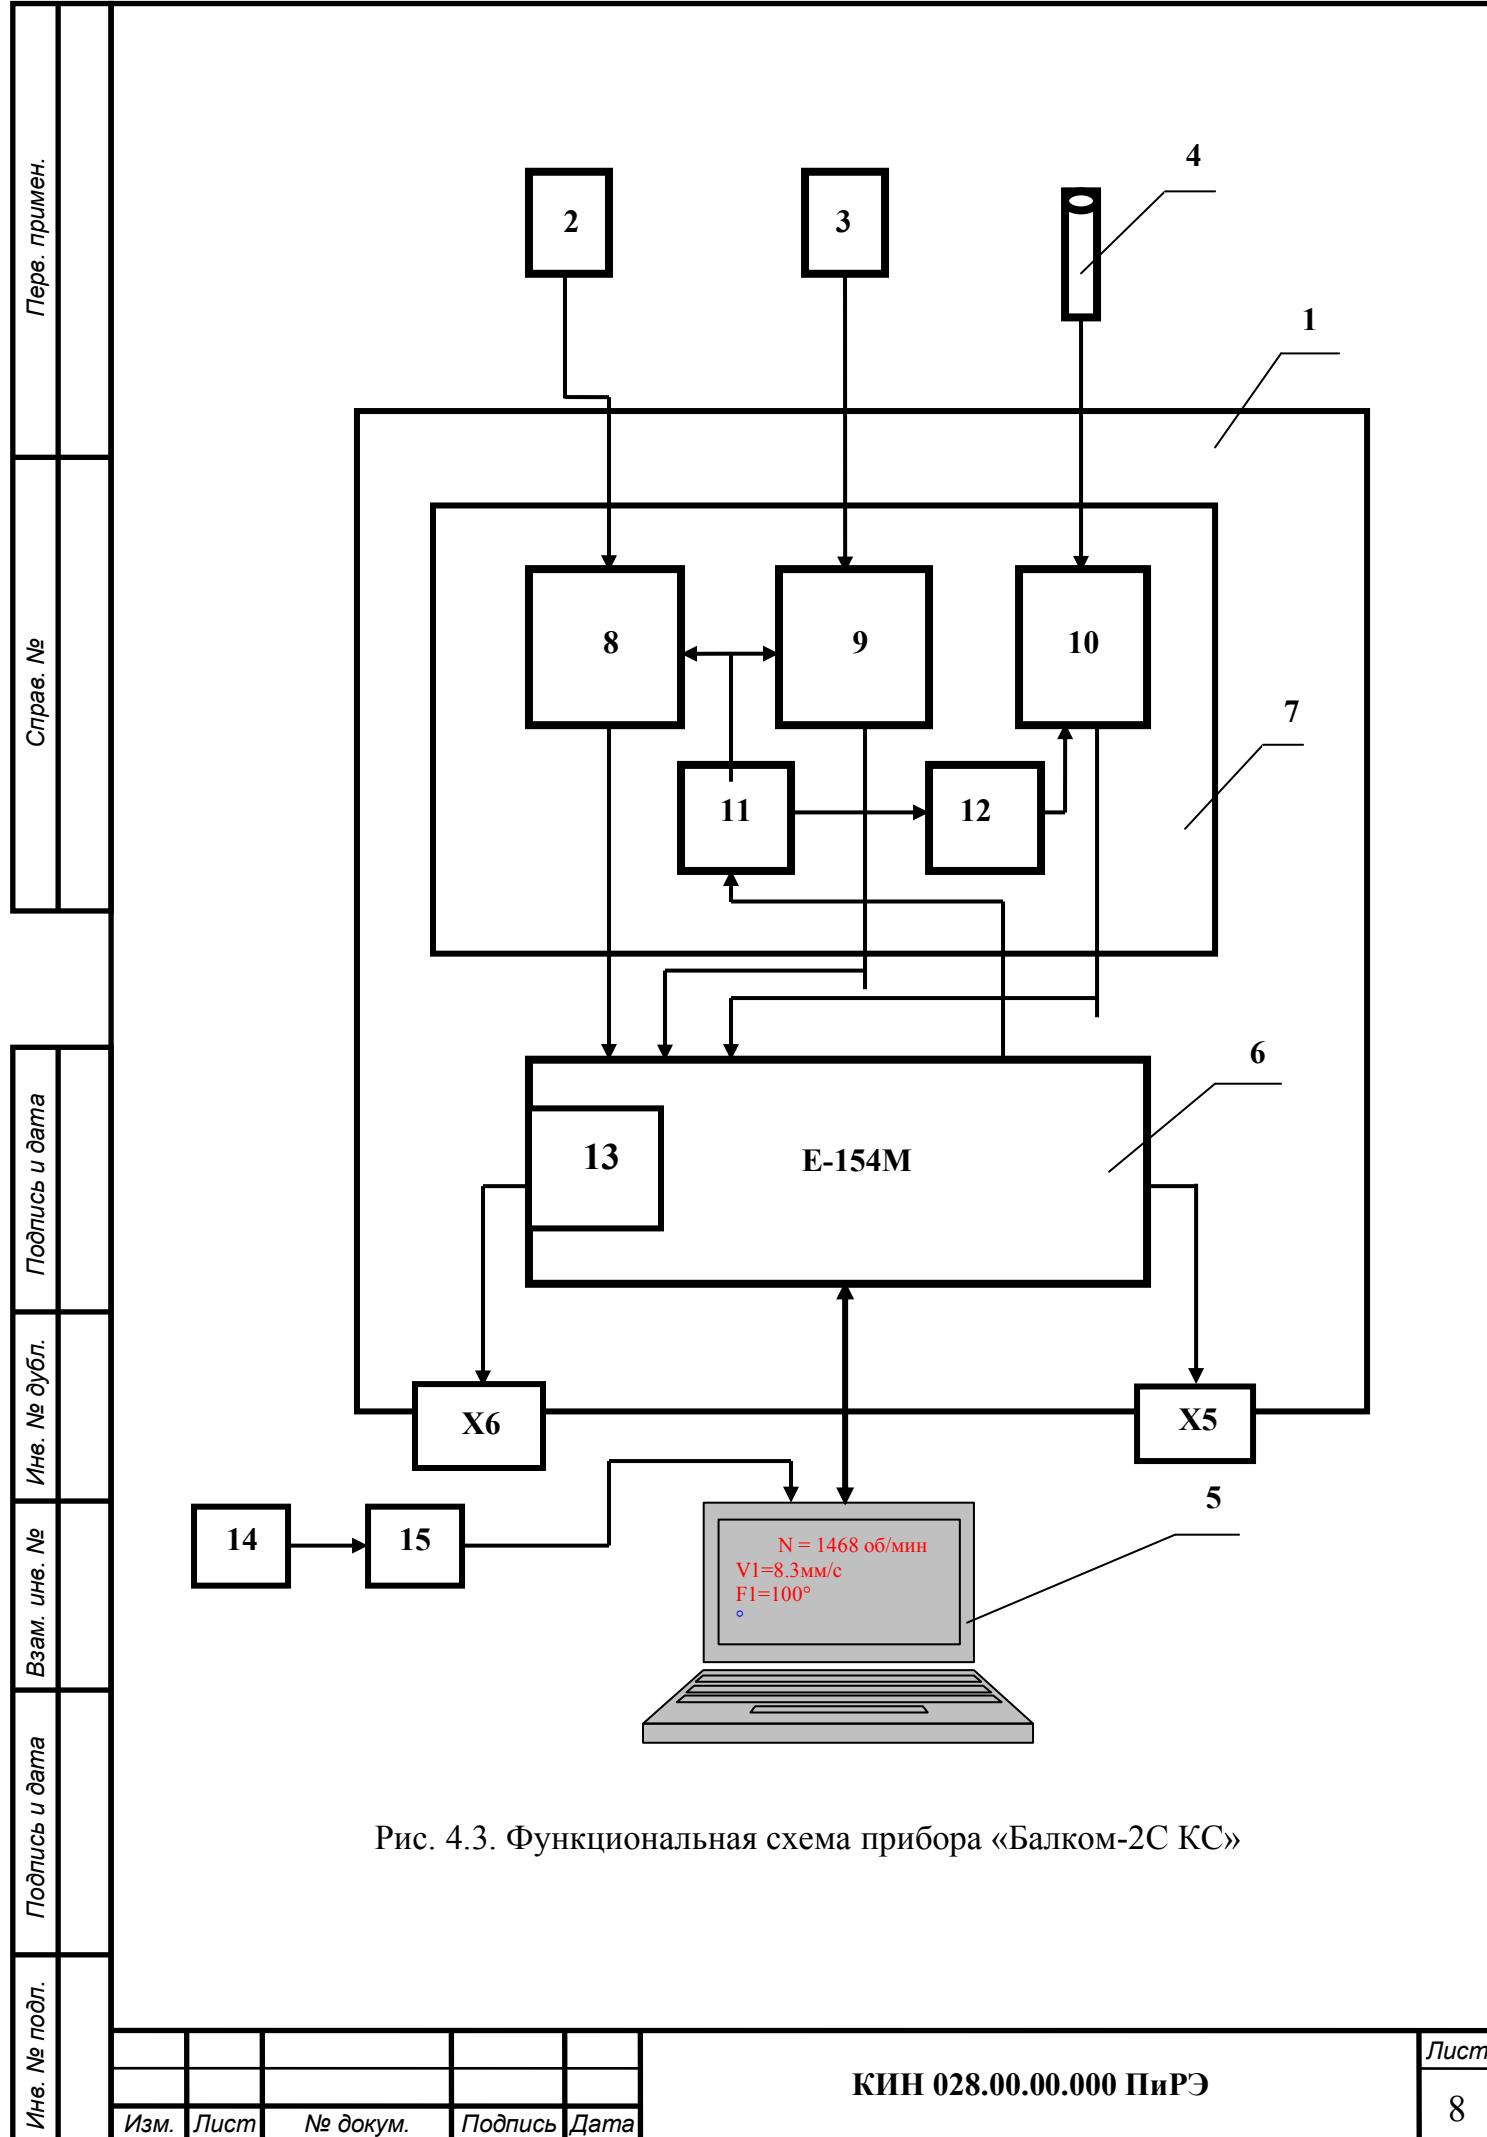 4
2
3
1
8
9
10
7
11
12
6
13
E-154M
X6
X5
5
14
15
N = 1468 об/мин
V1=8.3мм/с
F1=100°
°
Рис. 4.3. Функциональная схема прибора «Балком-2С КС»
Перв. примен.
Справ. №
Подпись и дата
Инв. № дубл.
Взам. инв. №
Подпись и дата
Инв. № подл.
КИН 028.00.00.000 ПиРЭ
Лист
8
Изм. Лист № докум. Подпись Дата